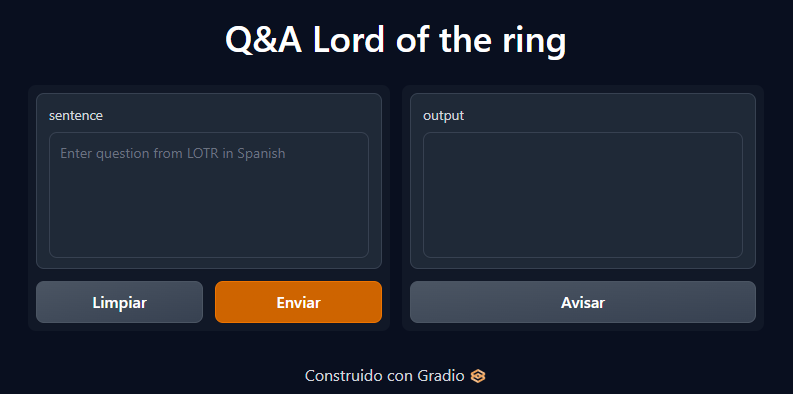 Q&A Lord of the ring
sentence
Enter question from LOTR in Spanish
Limpiar
Enviar
output
Avisar
Construido con Gradio